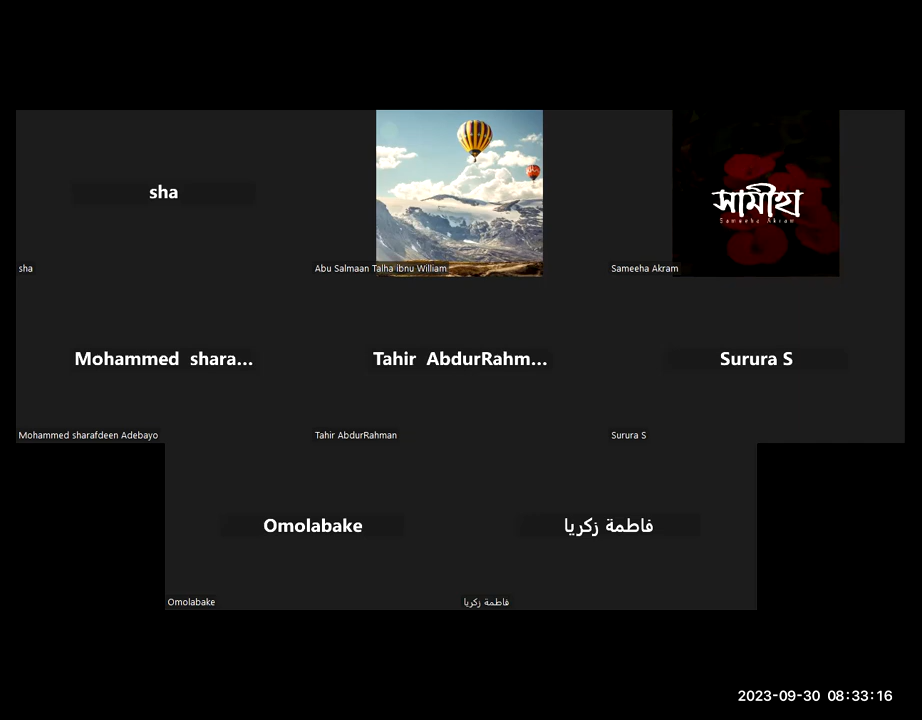 sha
sha
Abu Salmaan Talha ibnu William
সামীহা
Sameeha Akram
Sameeha Akram
Mohammed shara...
Tahir AbdurRahm...
Surura S
Mohammed sharafdeen Adebayo
Tahir AbdurRahman
Surura S
Omolabake
فاطمة زكريا
Omolabake
فاطمة زكريا
2023-09-30 08:33:16